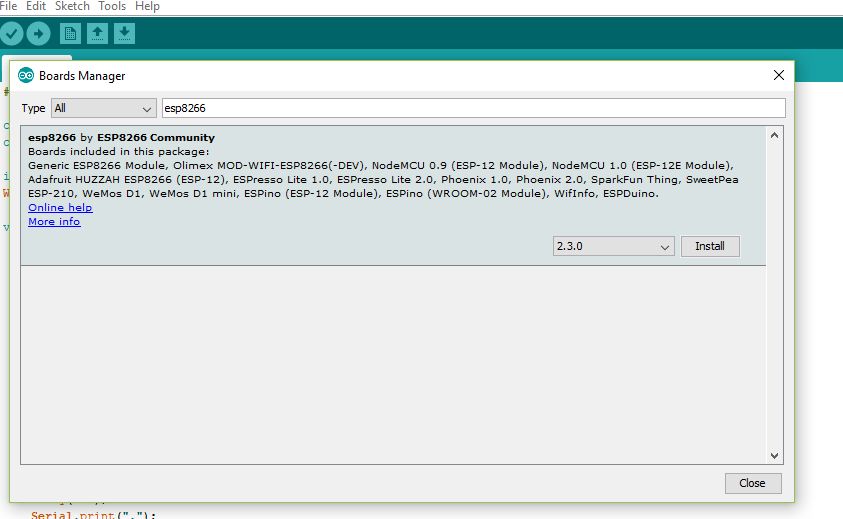 File Edit Sketch Tools Help
Boards Manager
Type All esp8266
esp8266 by ESP8266 Community
Boards included in this package:
Generic ESP8266 Module, Olimex MOD-WIFI-ESP8266(-DEV), NodeMCU 0.9 (ESP-12 Module), NodeMCU 1.0 (ESP-12E Module),
Adafruit HUZZAH ESP8266 (ESP-12), ESPresso Lite 1.0, ESPresso Lite 2.0, Phoenix 1.0, Phoenix 2.0, SparkFun Thing, SweetPea
ESP-210, WeMos D1, WeMos D1 mini, ESPino (ESP-12 Module), ESPino (WROOM-02 Module), WifInfo, ESPDuino.
Online help
More info
2.3.0 Install
Close
Serial.print(".");